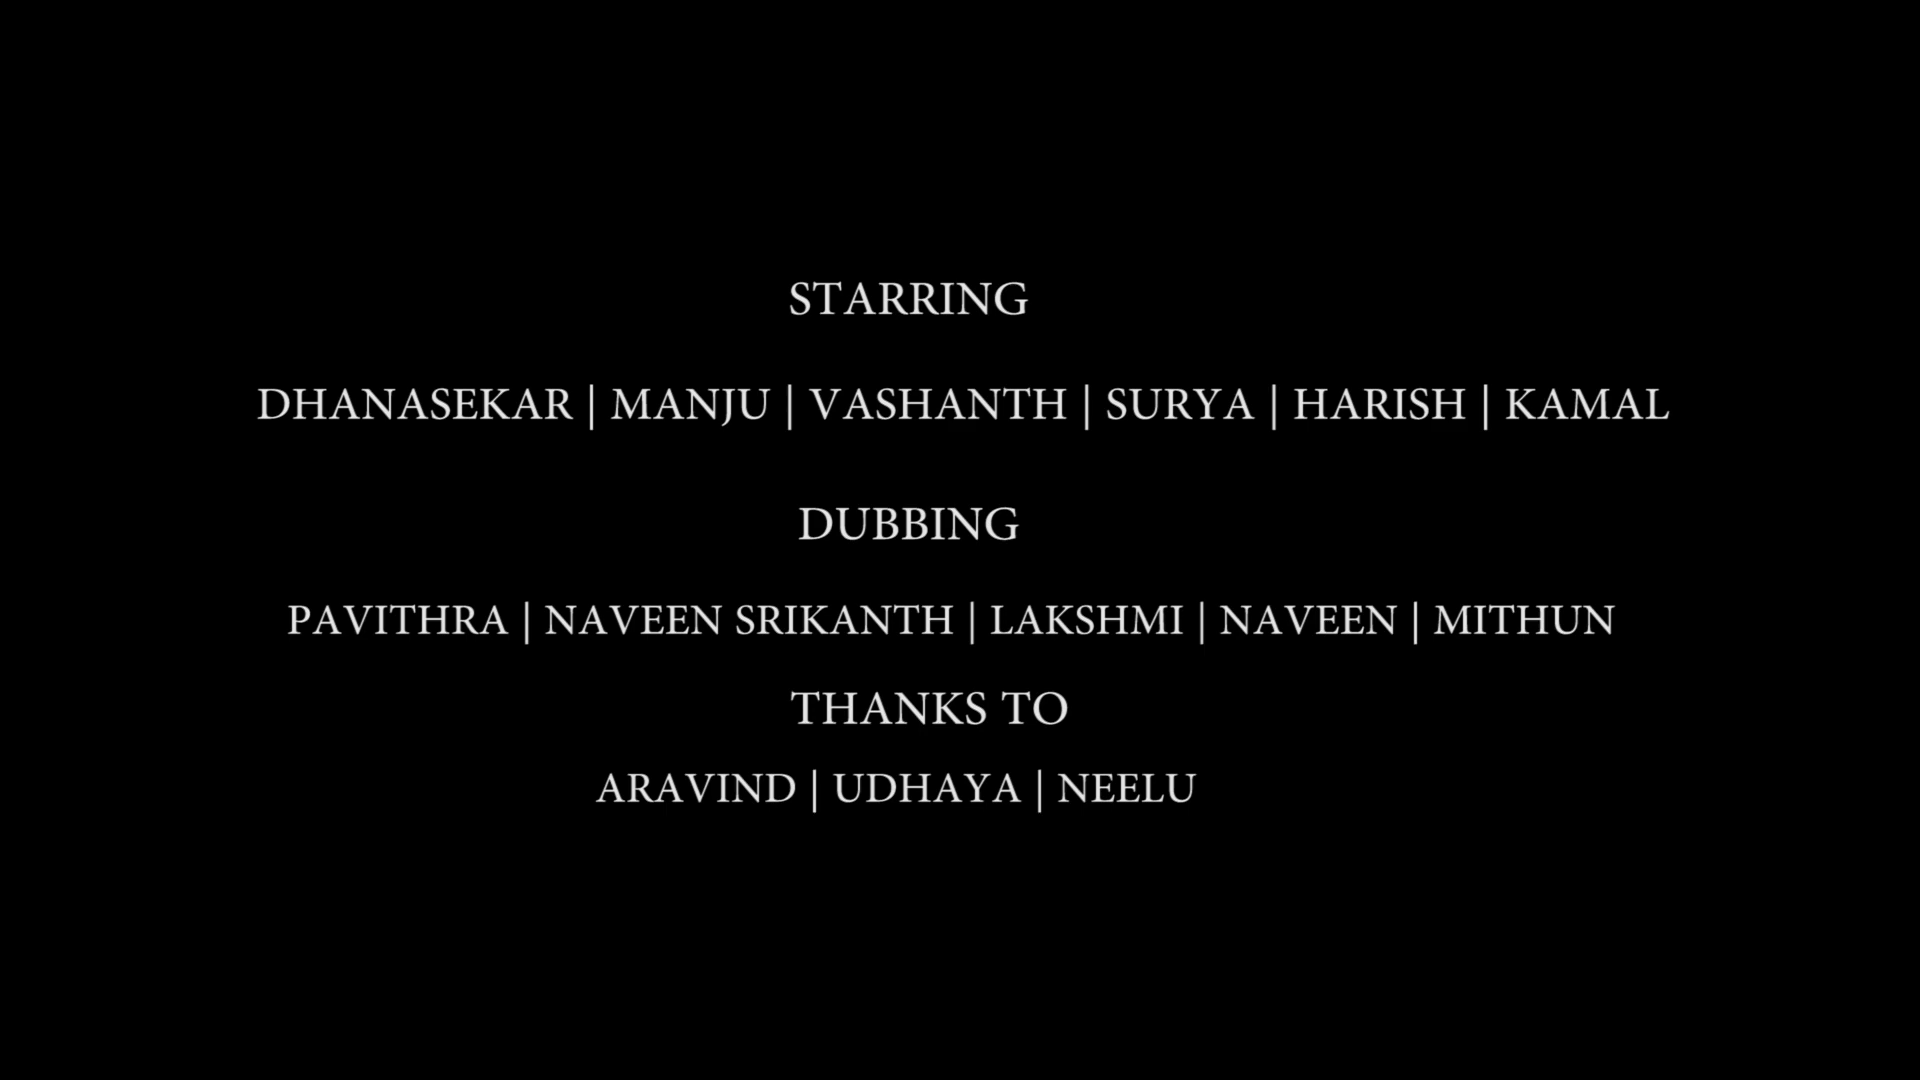 STARRING
DHANASEKAR | MANJU | VASHANTH | SURYA | HARISH | KAMAL
DUBBING
PAVITHRA | NAVEEN SRIKANTH | LAKSHMI | NAVEEN | MITHUN
THANKS TO
ARAVIND | UDHAYA | NEELU